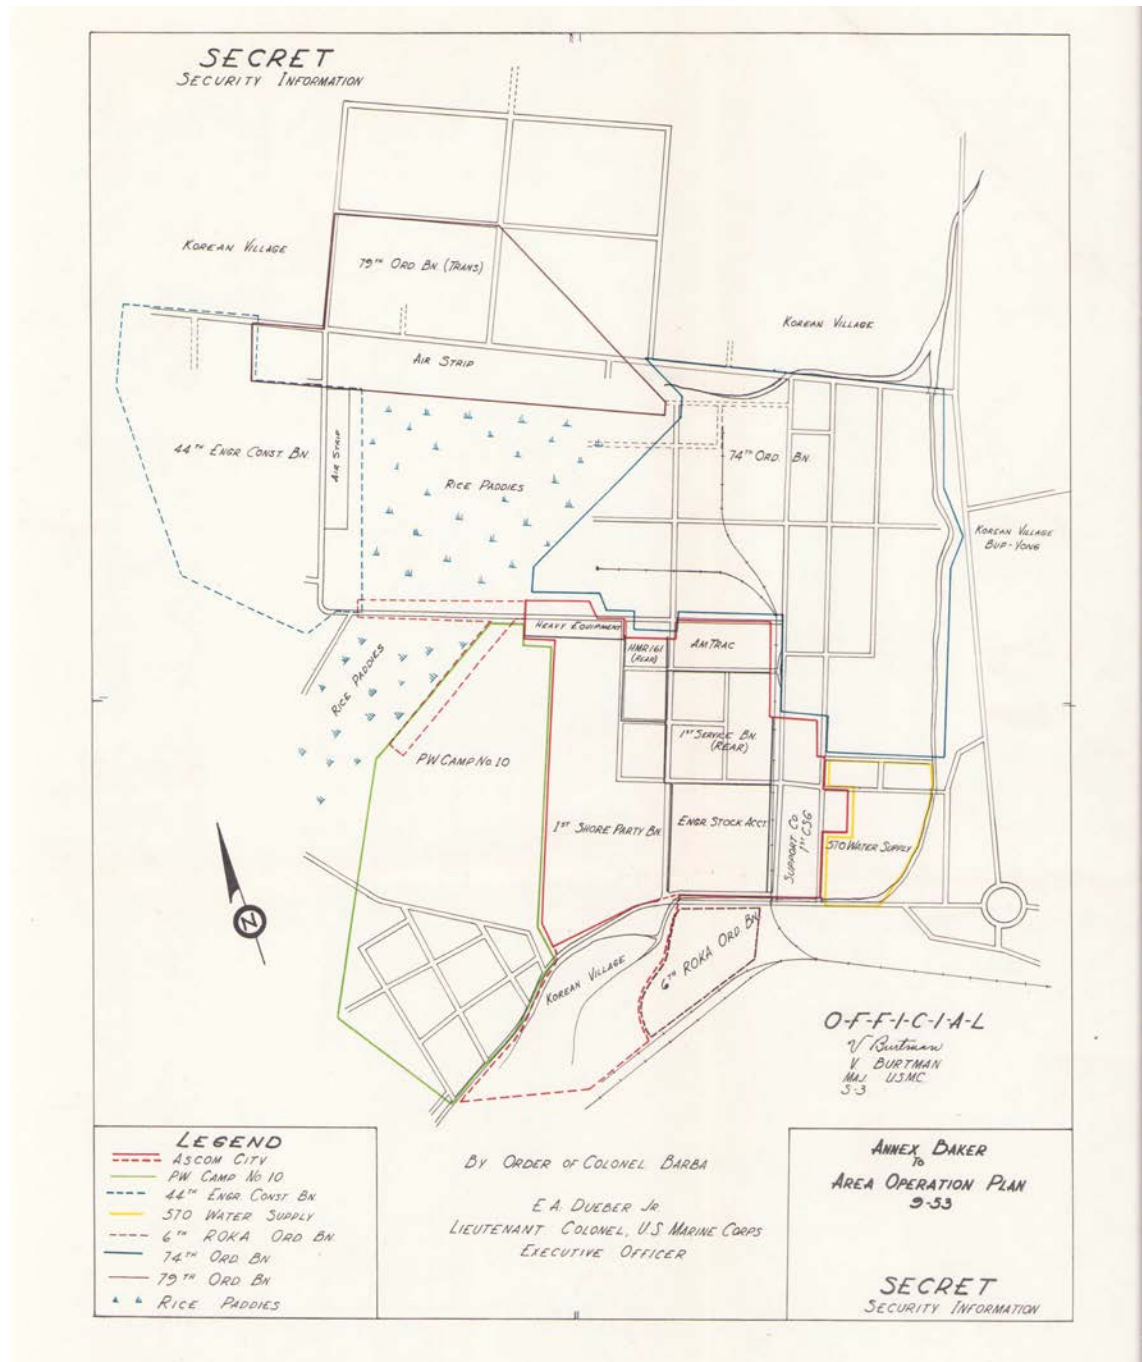 SECRET
SECURITY INFORMATION
KOREAN VILLAGE
79TH ORD BN (TRANS)
KOREAN VILLAGE
AIR STRIP
44TH ENGR CONST BN.
AIR STRIP
RICE PADDIES
74TH ORD. BN.
KOREAN VILLAGE
BUP-YONG
HEAVY EQUIPMENT
HMR 161
(REAR)
AMTRAC
RICE PADDIES
PW CAMP No 10
1ST SERVICE BN.
(REAR)
1ST SHORE PARTY BN.
ENGR STOCK ACCT.
SUPPORT CO
1ST CSG
570 WATER SUPPLY
N
KOREAN VILLAGE
6TH ROKA ORD. BN.
O-F-F-I-C-I-A-L
V Burtman
V. BURTMAN
MAJ. USMC
S-3
LEGEND
ASCOM CITY
PW CAMP No 10
44TH ENGR. CONST BN.
570 WATER SUPPLY
6TH ROKA ORD BN.
74TH ORD BN
79TH ORD BN
RICE PADDIES
BY ORDER OF COLONEL BARBA
E.A. DUEBER JR.
LIEUTENANT COLONEL, U.S MARINE CORPS
EXECUTIVE OFFICER
ANNEX BAKER
TO
AREA OPERATION PLAN
9-53
SECRET
SECURITY INFORMATION